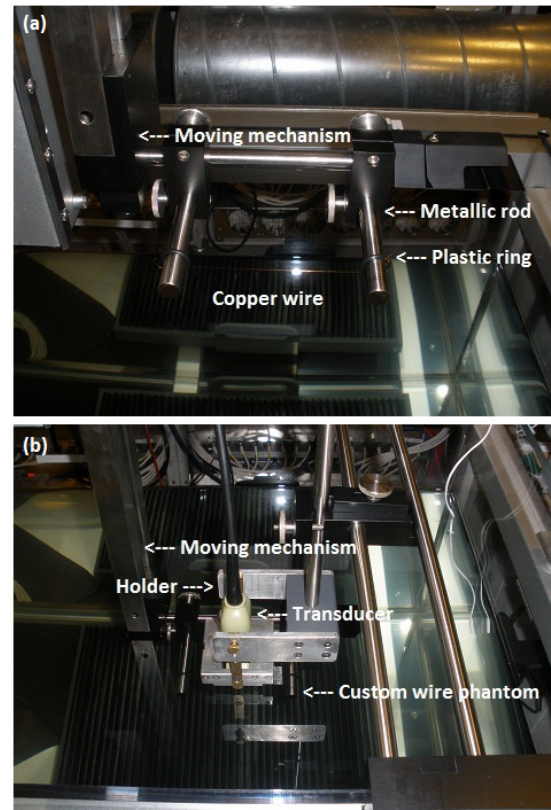 (a)
<--- Moving mechanism
<--- Metallic rod
<--- Plastic ring
Copper wire
(b)
<--- Moving mechanism
Holder --->
<--- Transducer
<--- Custom wire phantom